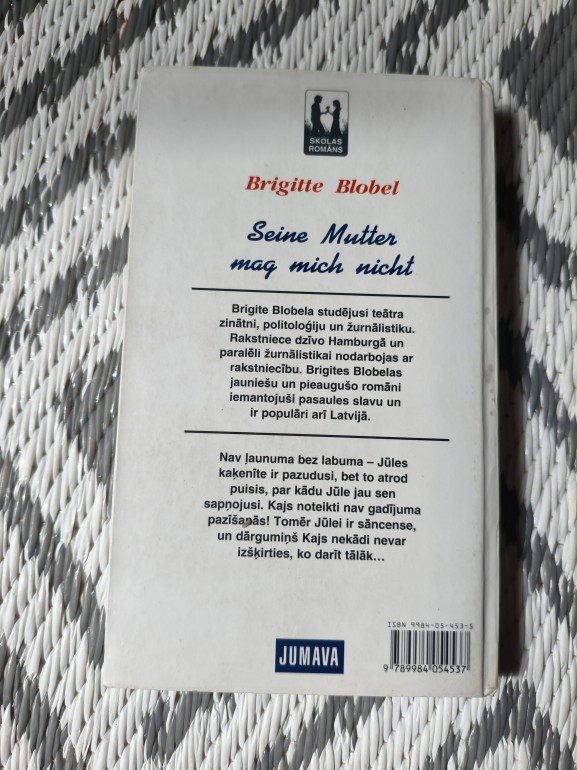 SKOLAS
ROMĀNS
Brigitte Blobel
Seine Mutter
mag mich nicht
Brigite Blobela studējusi teātra
zinātni, politoloģiju un žurnālistiku.
Rakstniece dzīvo Hamburgā un
paralēli žurnālistikai nodarbojas ar
rakstniecību. Brigites Blobelas
jauniešu un pieaugušo romāni
iemantojuši pasaules slavu un
ir populāri arī Latvijā.
Nav ļaunuma bez labuma – Jūles
kaķenīte ir pazudusi, bet to atrod
puisis, par kādu Jūle jau sen
sapņojusi. Kajs noteikti nav gadījuma
pazīšanās! Tomēr Jūlei ir sāncense,
un dārgumiņš Kajs nekādi nevar
izšķirties, ko darīt tālāk...
ISBN 9984-05-453-5
JUMAVA
9 789984 054537